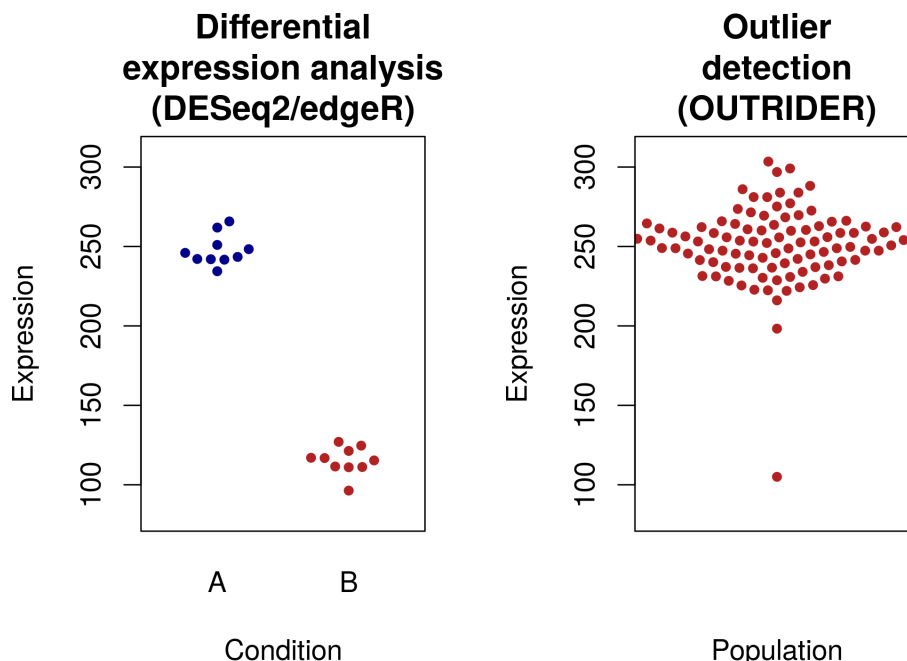 Differential
expression analysis
(DESeq2/edgeR)
300
250
200
150
100
Expression
A
B
Condition
Outlier
detection
(OUTRIDER)
300
250
200
150
100
Expression
Population